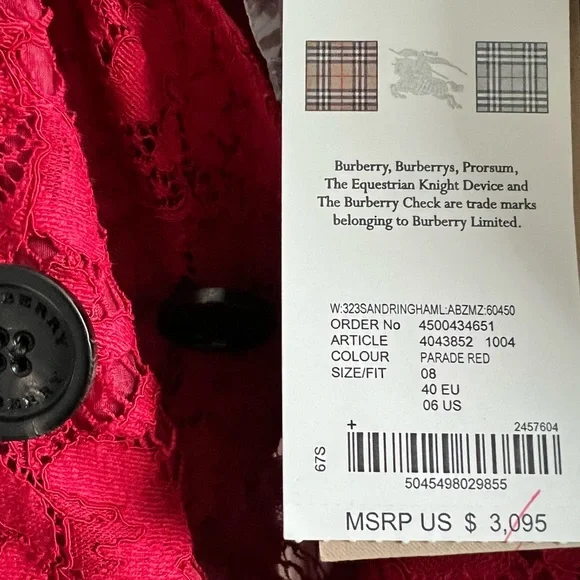 Burberry, Burberrys, Prorsum,
The Equestrian Knight Device and
The Burberry Check are trade marks
belonging to Burberry Limited.
W:323SANDRINGHAML:ABZMZ:60450
ORDER No 4500434651
ARTICLE 4043852 1004
COLOUR PARADE RED
SIZE/FIT 08
40 EU
06 US
+ 2457604
67S
5045498029855
MSRP US $ 3,095